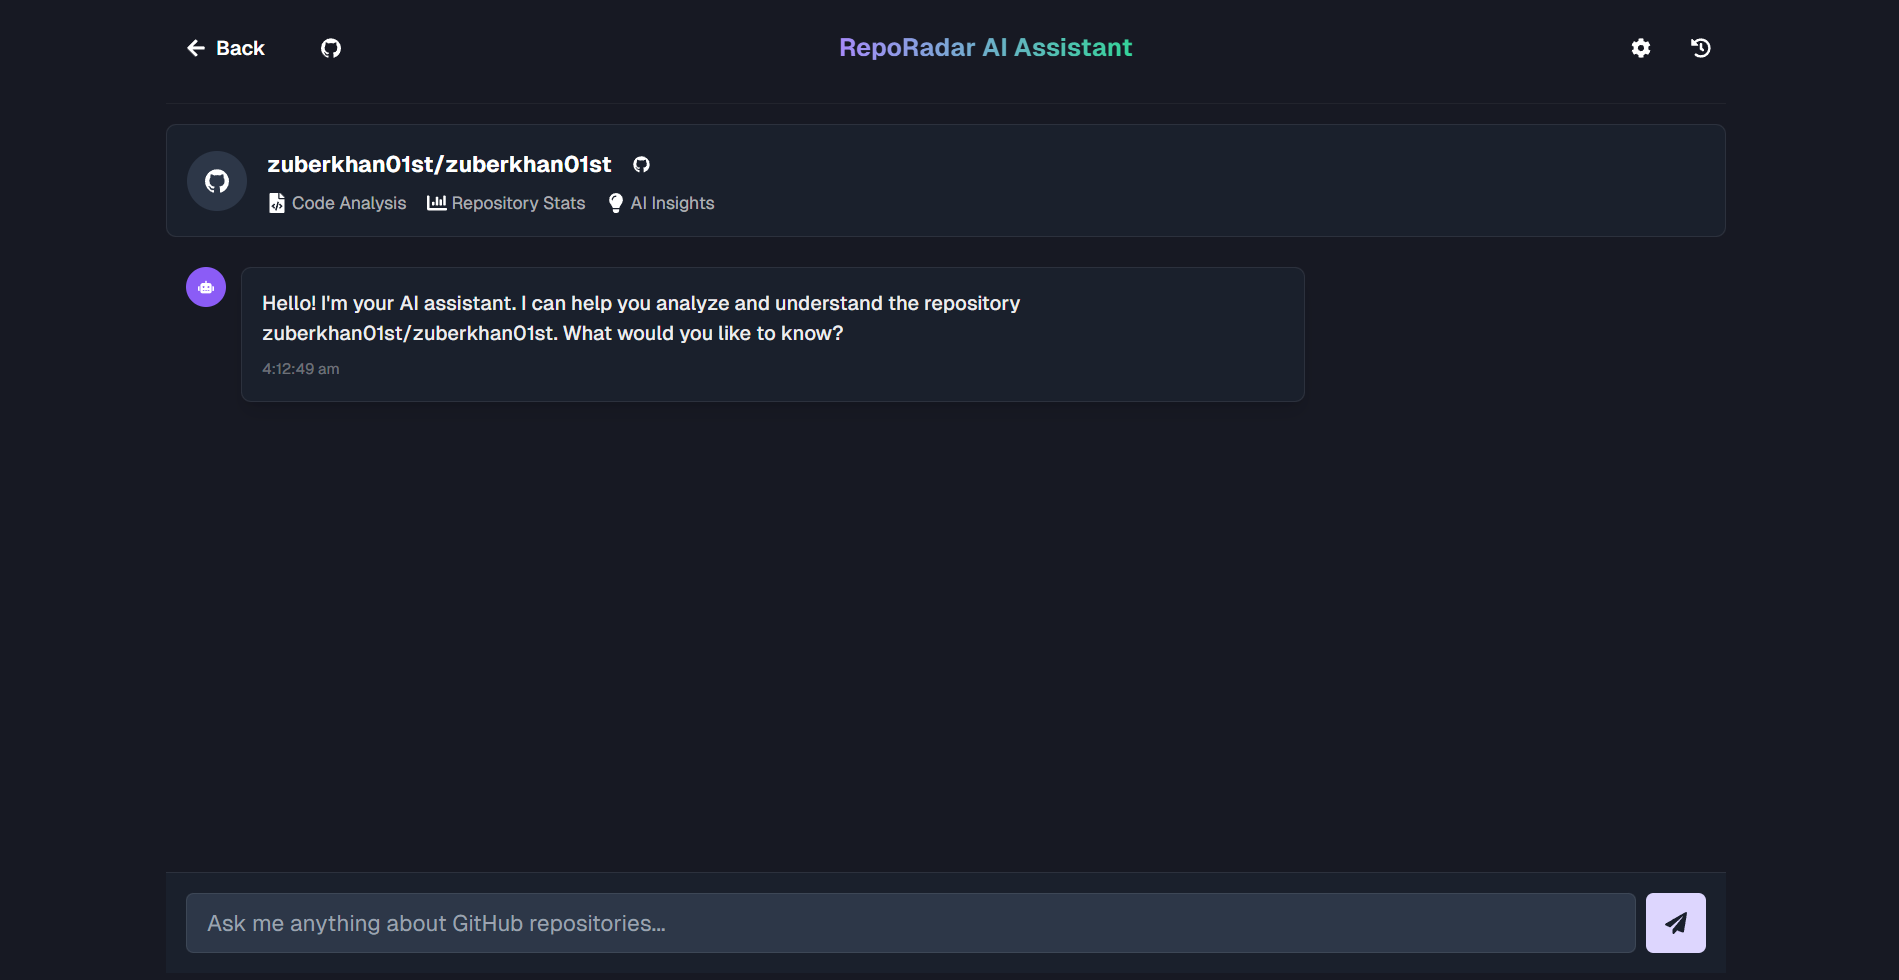 Back
RepoRadar AI Assistant
zuberkhan01st/zuberkhan01st
Code Analysis Repository Stats AI Insights
Hello! I'm your AI assistant. I can help you analyze and understand the repository
zuberkhan01st/zuberkhan01st. What would you like to know?
4:12:49 am
Ask me anything about GitHub repositories...